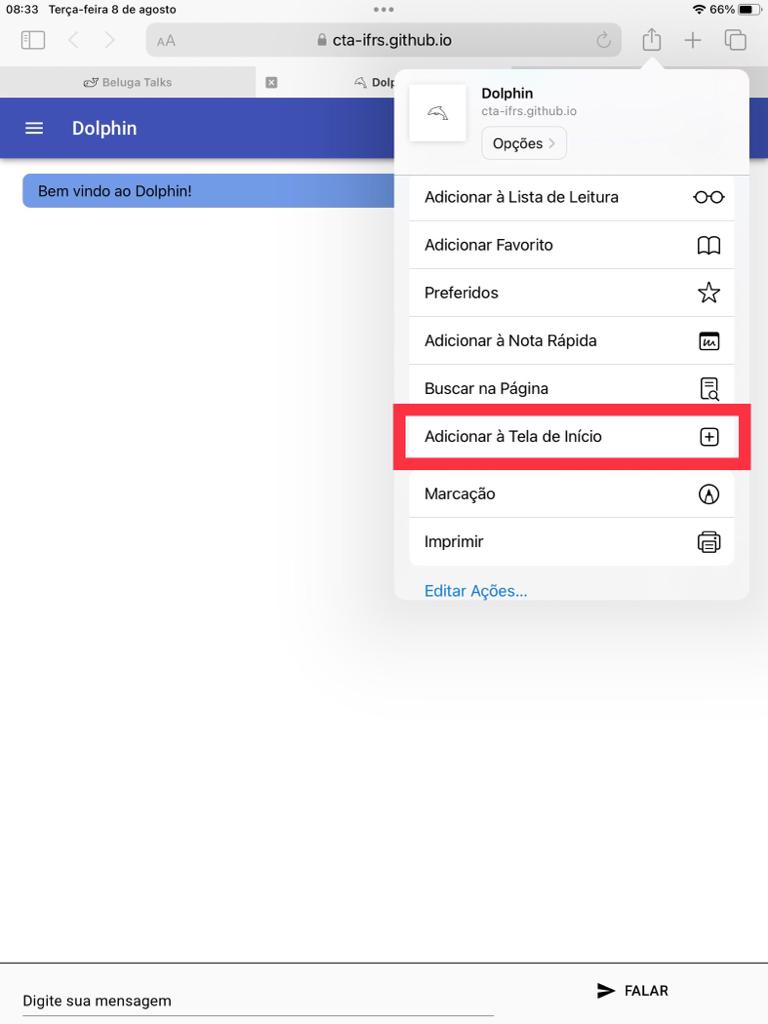 08:33 Terça-feira 8 de agosto
66%
AA
cta-ifrs.github.io
Beluga Talks
Dolp
Dolphin
cta-ifrs.github.io
Opções
Dolphin
Bem vindo ao Dolphin!
Adicionar à Lista de Leitura
Adicionar Favorito
Preferidos
Adicionar à Nota Rápida
Buscar na Página
Adicionar à Tela de Início
Marcação
Imprimir
Editar Ações...
Digite sua mensagem
FALAR